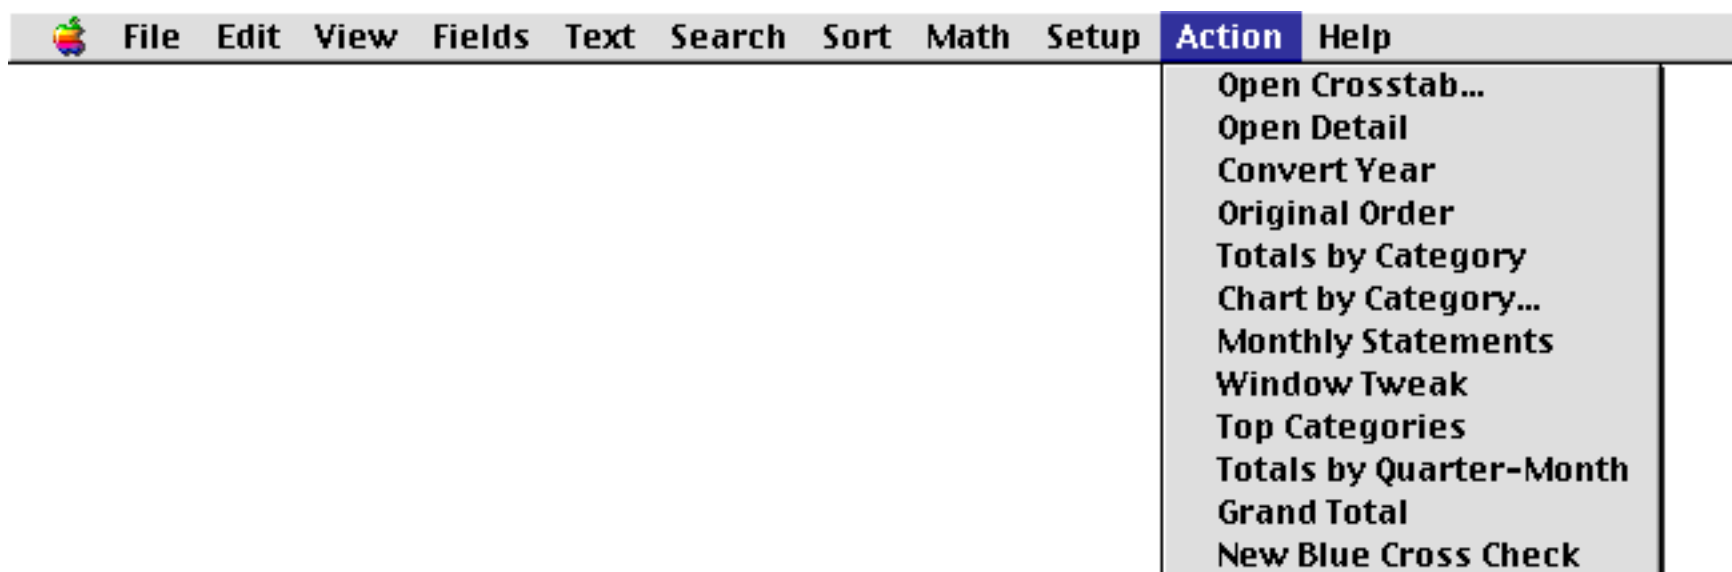 File Edit View Fields Text Search Sort Math Setup Action Help
Open Crosstab...
Open Detail
Convert Year
Original Order
Totals by Category
Chart by Category...
Monthly Statements
Window Tweak
Top Categories
Totals by Quarter-Month
Grand Total
New Blue Cross Check